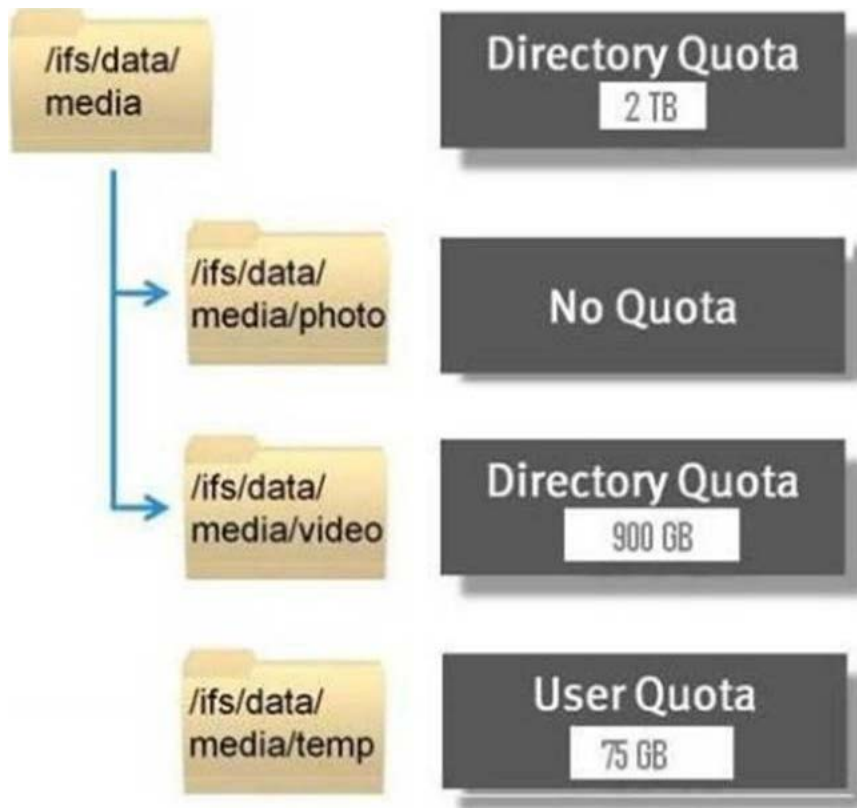 /ifs/data/
media
Directory Quota
2 TB
/ifs/data/
media/photo
No Quota
/ifs/data/
media/video
Directory Quota
900 GB
/ifs/data/
media/temp
User Quota
75 GB